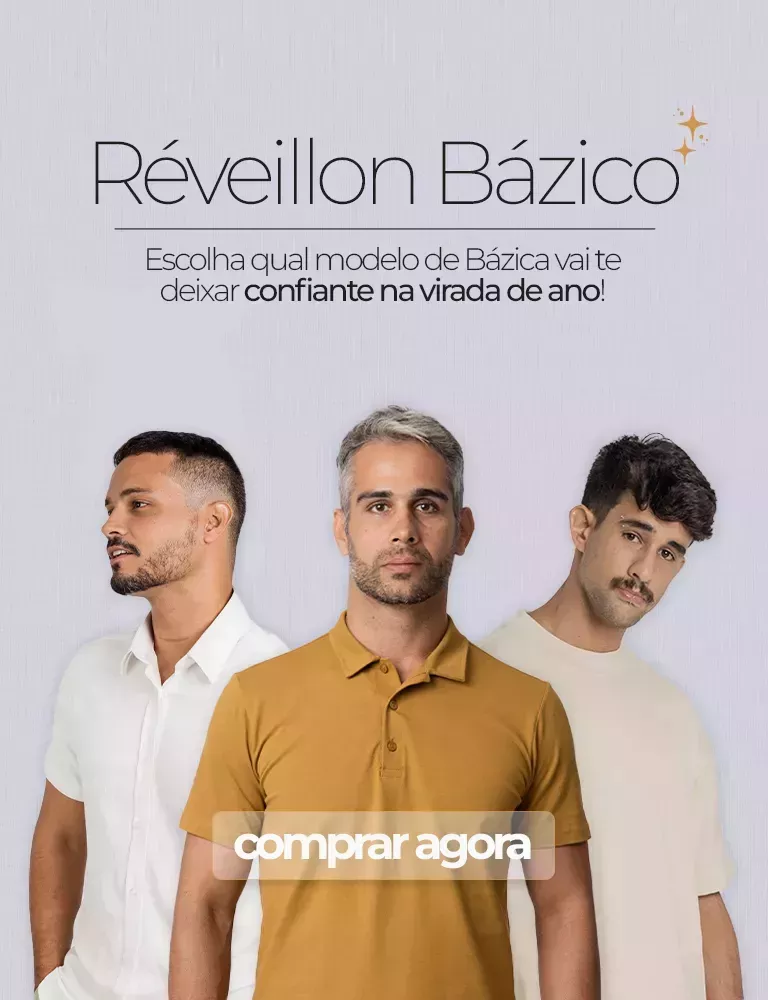 Réveillon Bázico
Escolha qual modelo de Bázica vai te
deixar confiante na virada de ano!
comprar agora